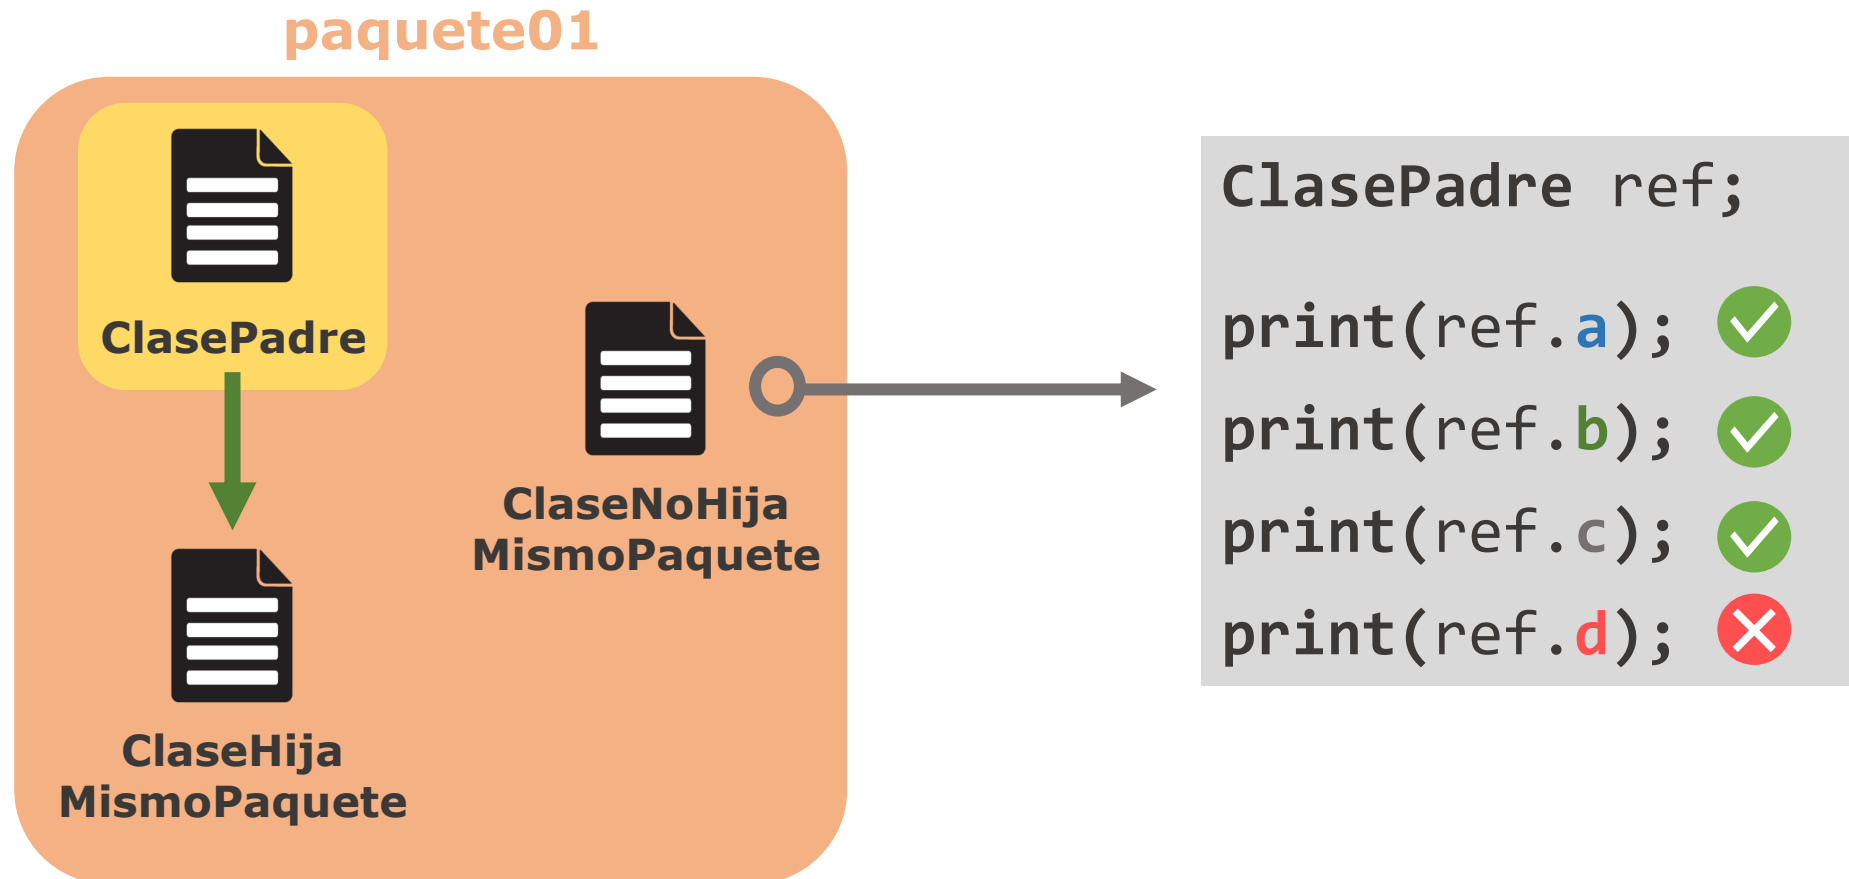 paquete01
ClasePadre
ClaseNoHija
MismoPaquete
ClaseHija
MismoPaquete
ClasePadre ref;
print(ref.a);
print(ref.b);
print(ref.c);
print(ref.d);